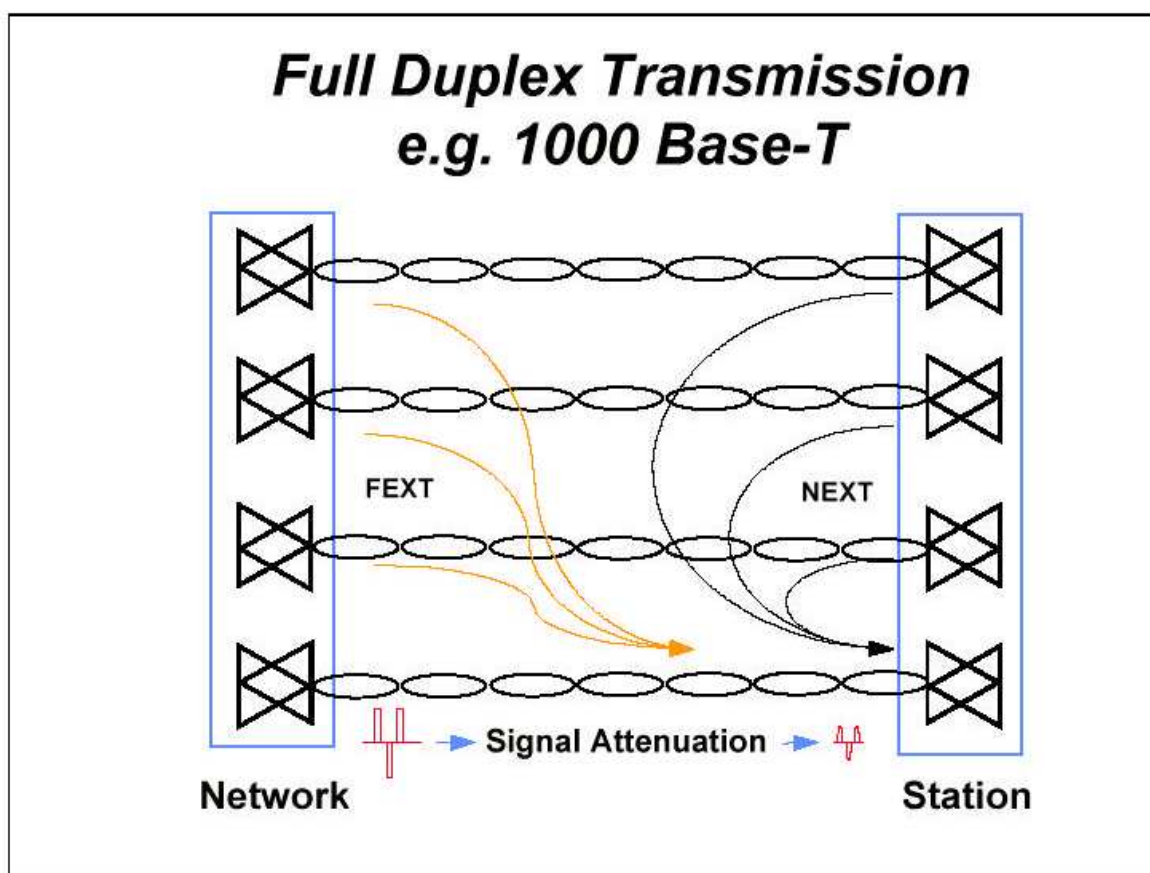 Full Duplex Transmission
e.g. 1000 Base-T
FEXT
NEXT
Signal Attenuation
Network
Station